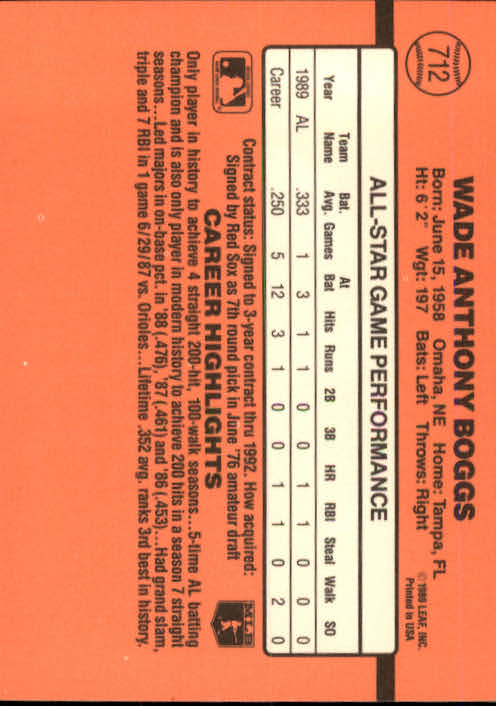 712
WADE ANTHONY BOGGS
Born: June 15, 1958 Omaha, NE Home: Tampa, FL
Ht: 6'2" Wgt: 197 Bats: Left Throws: Right
©1989 LEAF, INC.
Printed in USA
ALL-STAR GAME PERFORMANCE
Year Team Name Bat. Avg. Games At Bat Hits Runs 2B 3B HR RBI Steal Walk SO
1989 AL .333 1 3 1 1 0 0 1 1 0 0 0
Career .250 5 12 3 1 0 0 1 1 0 2 0
Contract status: Signed to 3-year contract thru 1992. How acquired:
Signed by Red Sox as 7th round pick in June '76 amateur draft
CAREER HIGHLIGHTS
Only player in history to achieve 4 straight 200-hit, 100-walk seasons...5-time AL batting
champion and is also only player in modern history to achieve 200 hits in a season 7 straight
seasons...Led majors in on-base pct. in '88 (.476), '87 (.461) and '86 (.453)...Had grand slam,
triple and 7 RBI in 1 game 6/29/87 vs. Orioles...Lifetime .352 avg. ranks 3rd best in history.